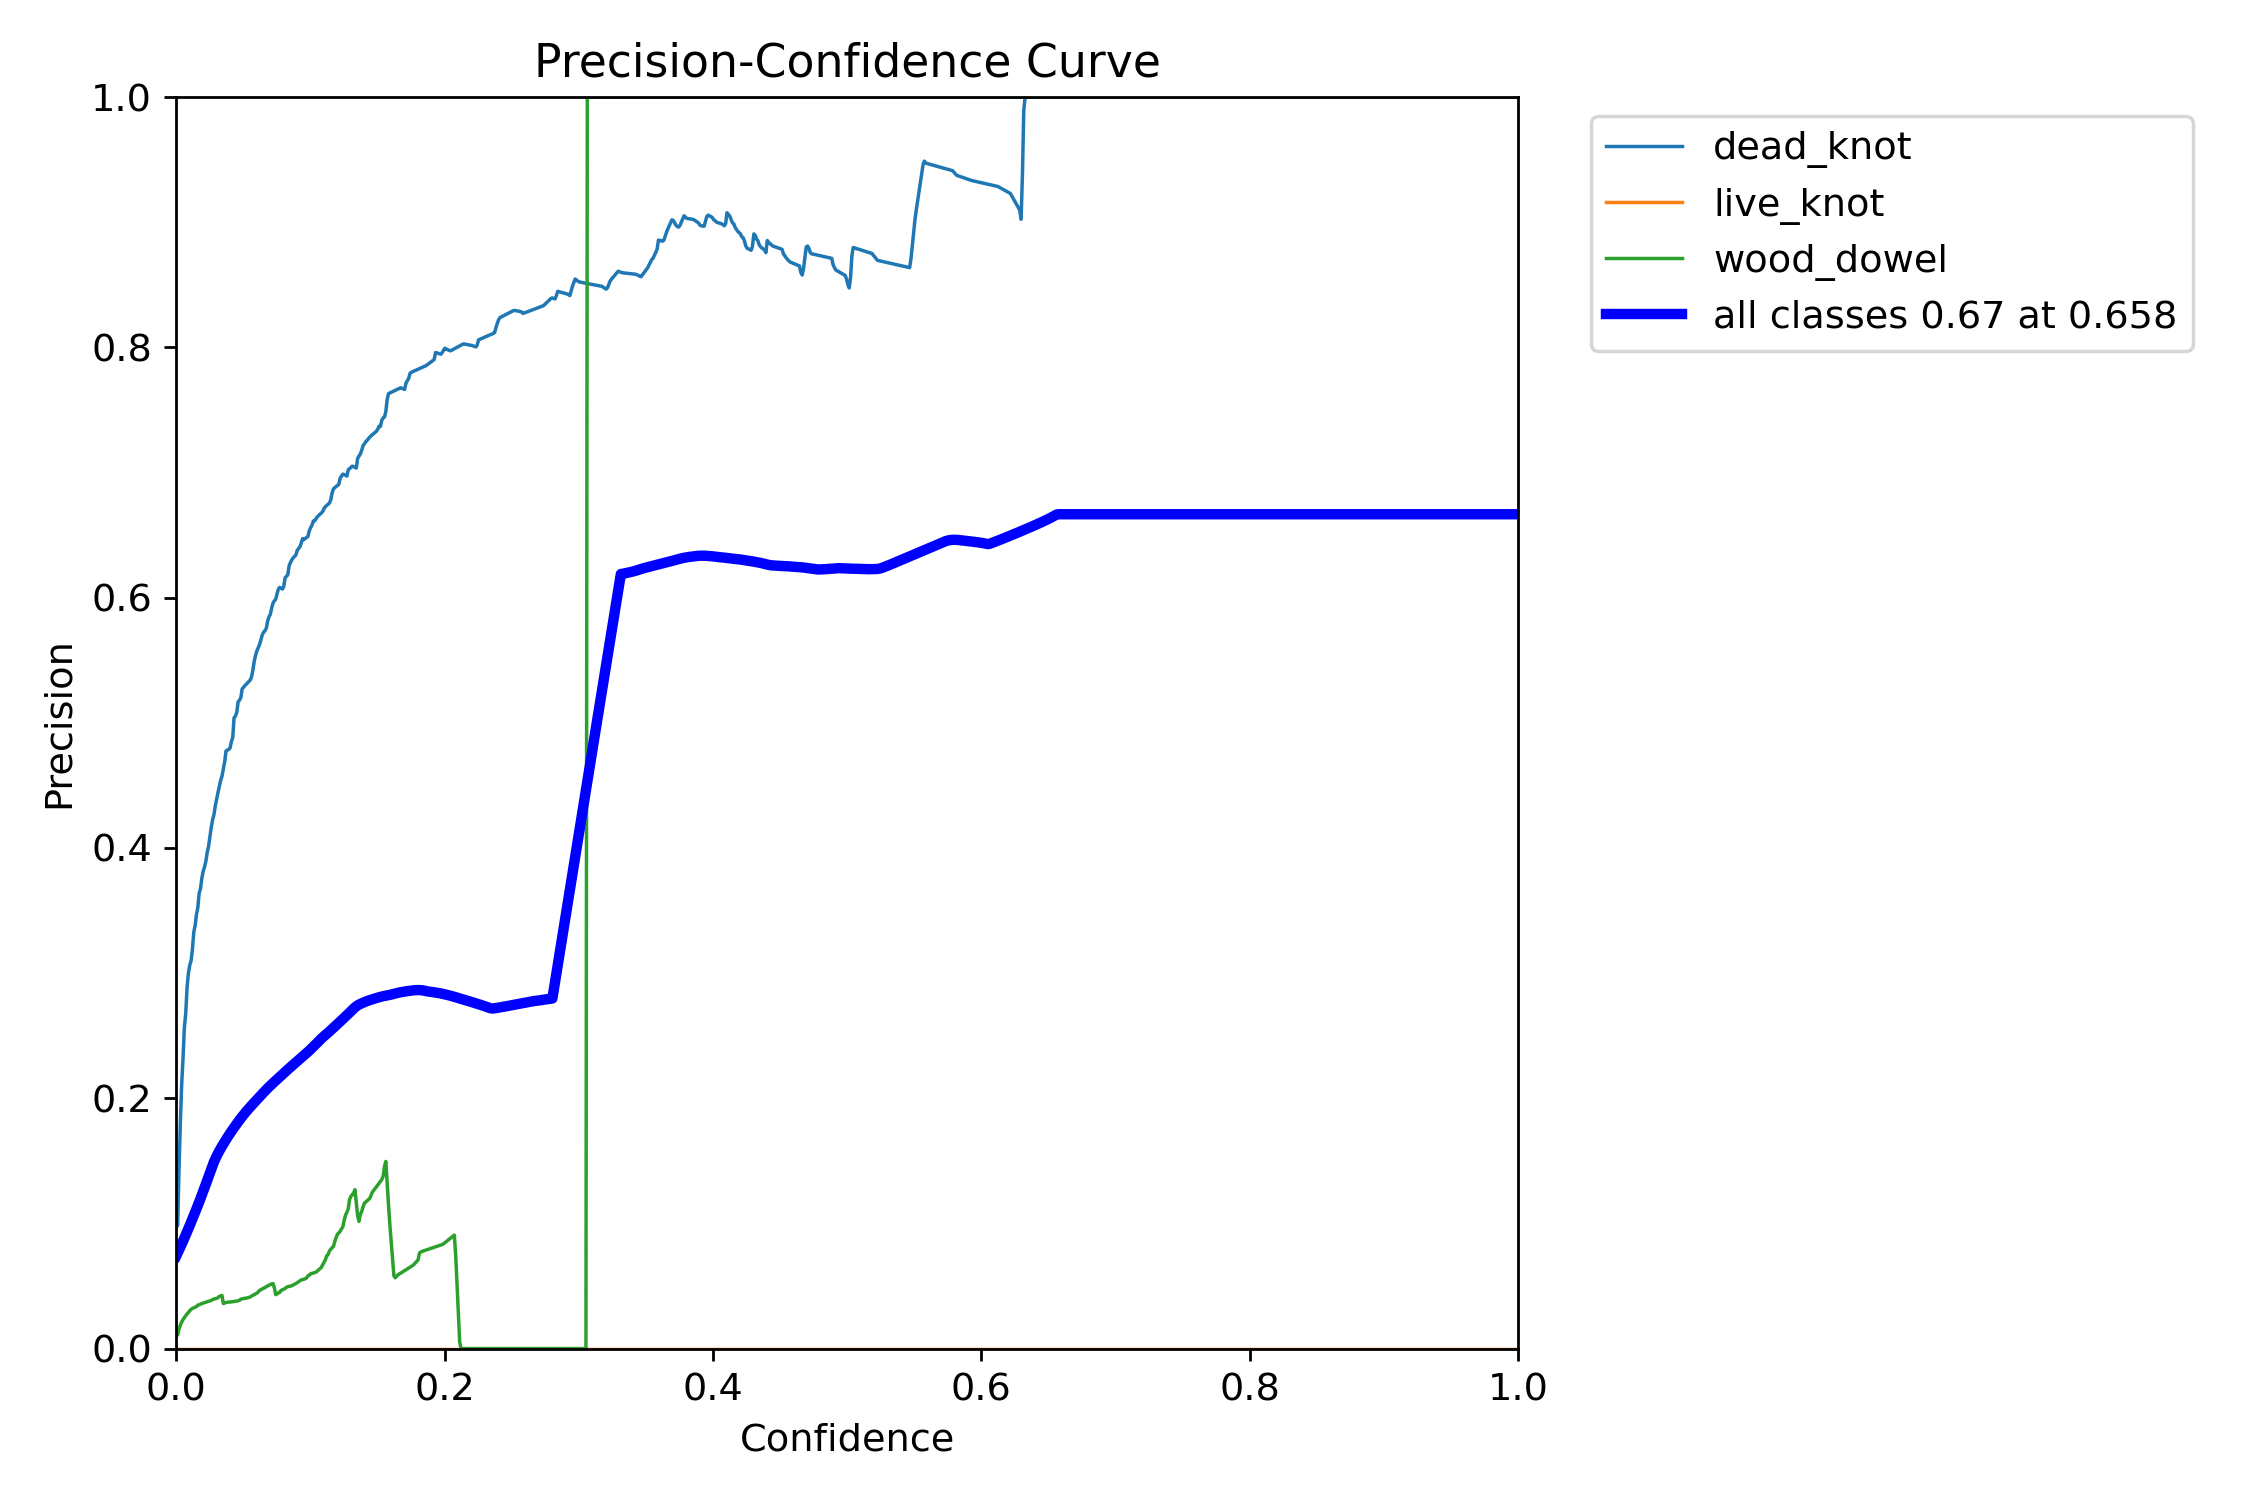 Precision-Confidence Curve
1.0
0.8
0.6
0.4
0.2
0.0
Precision
0.0 0.2 0.4 0.6 0.8 1.0
Confidence
dead_knot
live_knot
wood_dowel
all classes 0.67 at 0.658